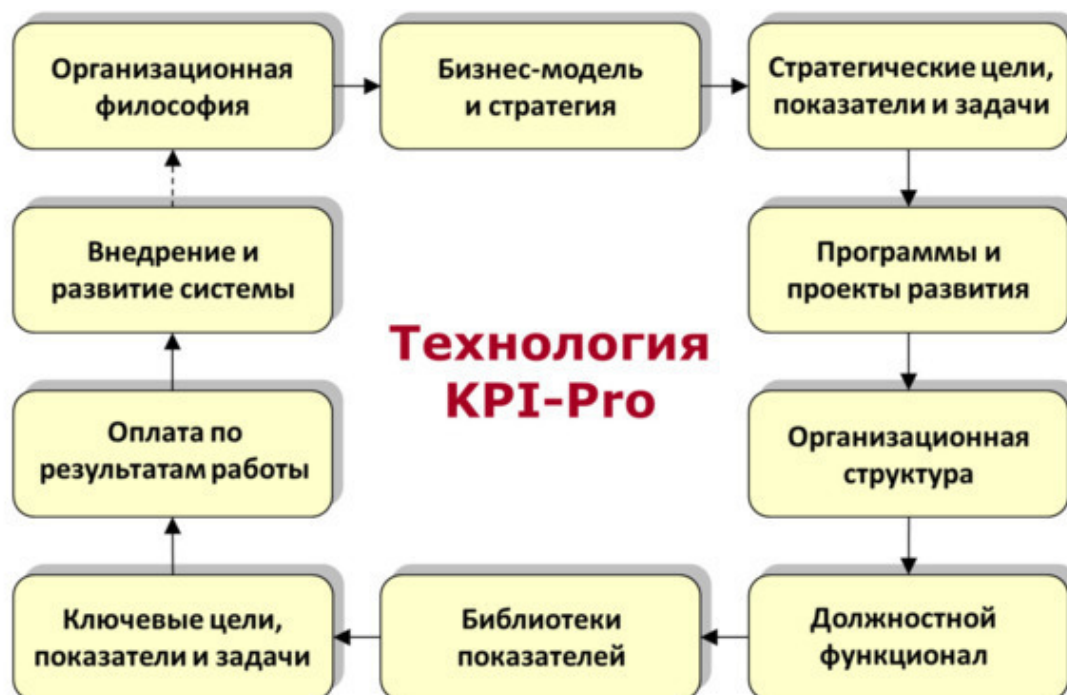 Организационная
философия
Бизнес-модель
и стратегия
Стратегические цели,
показатели и задачи
Программы и
проекты развития
Организационная
структура
Должностной
функционал
Библиотеки
показателей
Ключевые цели,
показатели и задачи
Оплата по
результатам работы
Внедрение и
развитие системы
Технология
KPI-Pro